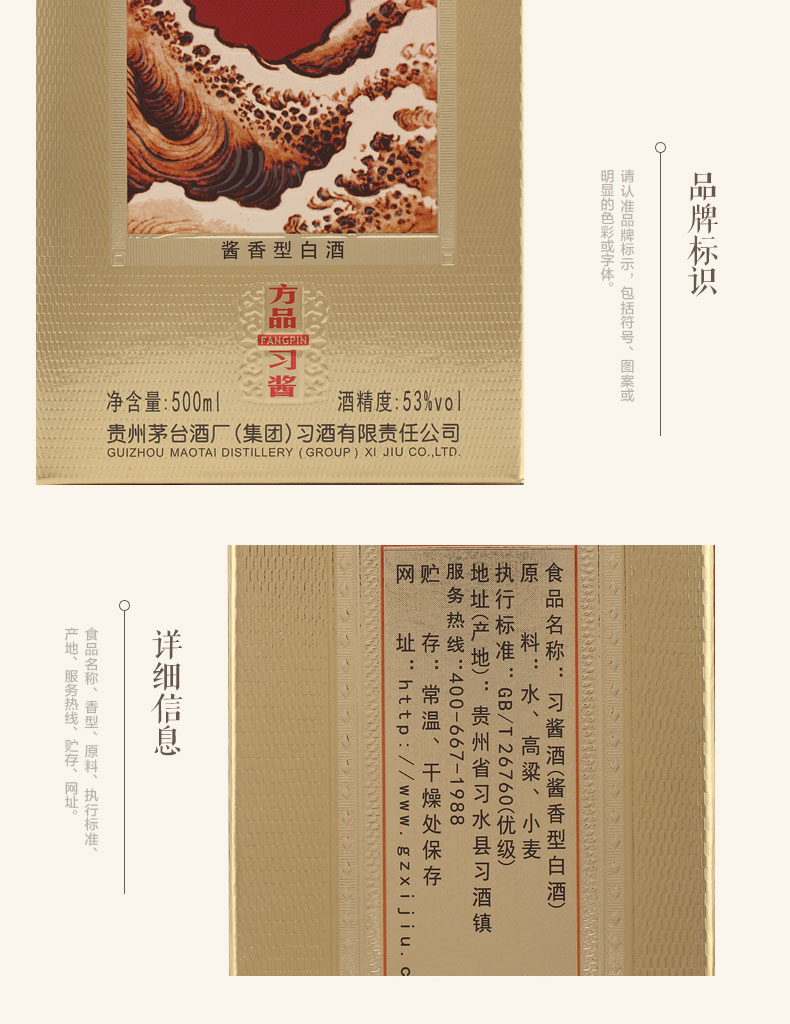 酱香型白酒
方品
FANGPIN
习酱
净含量:500ml
酒精度:53%vol
贵州茅台酒厂(集团)习酒有限责任公司
GUIZHOU MAOTAI DISTILLERY (GROUP) XI JIU CO.,LTD.
品牌标识
请认准品牌标示，包括符号、图案或
明显的色彩或字体。
详细信息
食品名称、香型、原料、执行标准、
产地、服务热线、贮存、网址。
食品名称：习酱酒(酱香型白酒)
原料：水、高粱、小麦
执行标准：GB/T26760(优级)
地址(产地)：贵州省习水县习酒镇
服务热线:400-667-1988
贮存：常温、干燥处保存
网址：http://www.gzxijiu.c